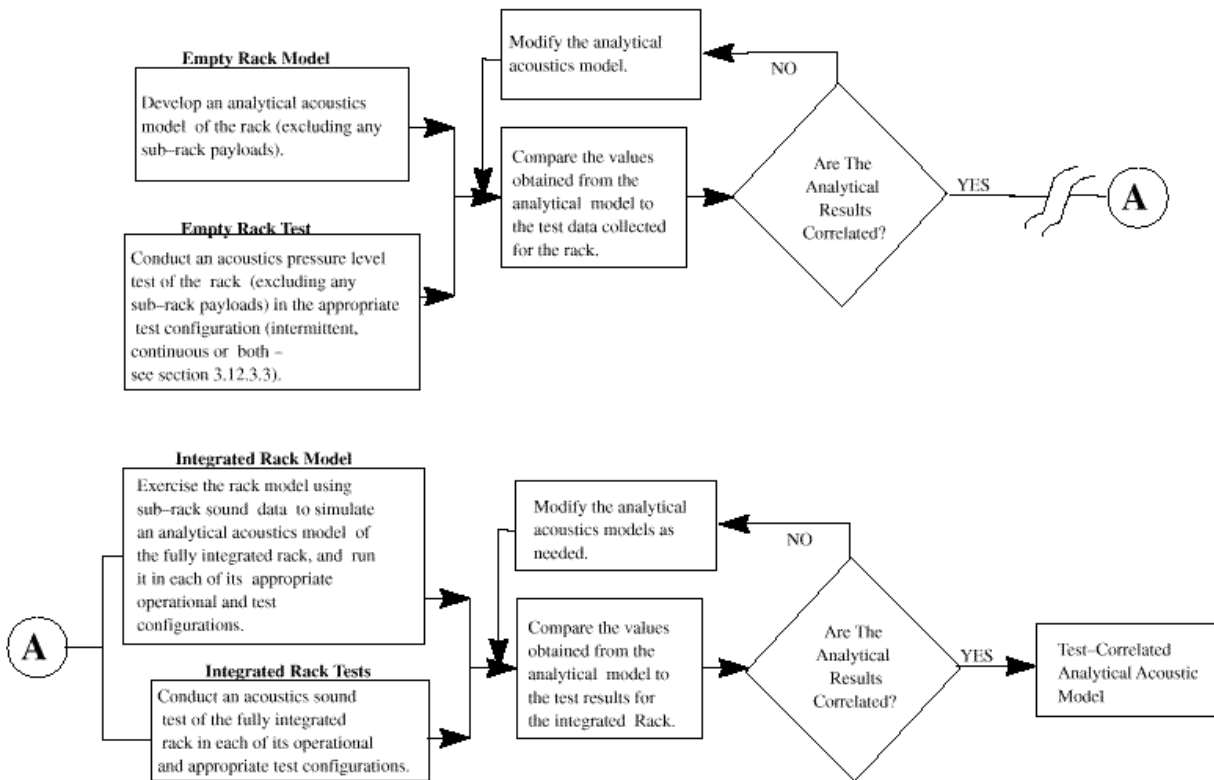 Empty Rack Model
Develop an analytical acoustics
model of the rack (excluding any
sub–rack payloads).
Empty Rack Test
Conduct an acoustics pressure level
test of the rack (excluding any
sub–rack payloads) in the appropriate
test configuration (intermittent,
continuous or both –
see section 3.12.3.3).
Modify the analytical
acoustics model.
Compare the values
obtained from the
analytical model to
the test data collected
for the rack.
NO
Are The
Analytical
Results
Correlated?
YES
A
A
Integrated Rack Model
Exercise the rack model using
sub–rack sound data to simulate
an analytical acoustics model of
the fully integrated rack, and run
it in each of its appropriate
operational and test
configurations.
Integrated Rack Tests
Conduct an acoustics sound
test of the fully integrated
rack in each of its operational
and appropriate test configurations.
Modify the analytical
acoustics models as
needed.
Compare the values
obtained from the
analytical model to
the test results for
the integrated Rack.
NO
Are The
Analytical
Results
Correlated?
YES
Test–Correlated
Analytical Acoustic
Model